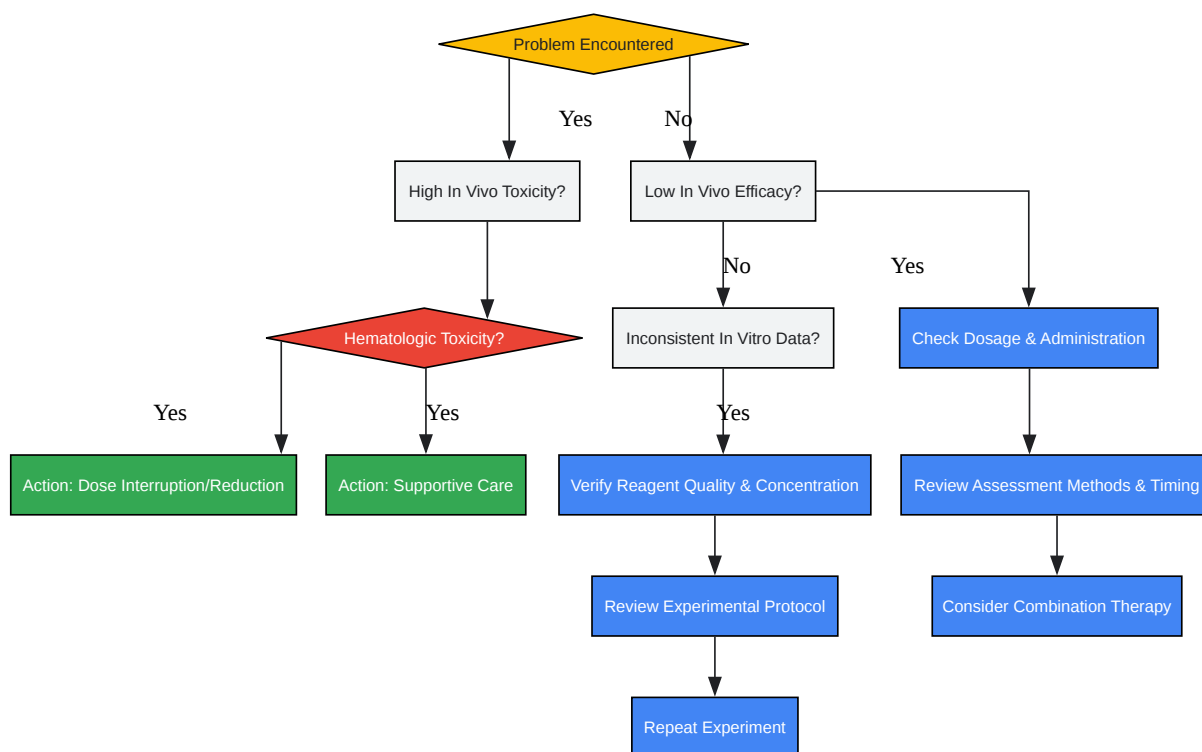 Problem Encountered
Yes
No
High In Vivo Toxicity?
Low In Vivo Efficacy?
No
Yes
Hematologic Toxicity?
Inconsistent In Vitro Data?
Check Dosage & Administration
Yes
Yes
Yes
Action: Dose Interruption/Reduction
Action: Supportive Care
Verify Reagent Quality & Concentration
Review Assessment Methods & Timing
Review Experimental Protocol
Consider Combination Therapy
Repeat Experiment